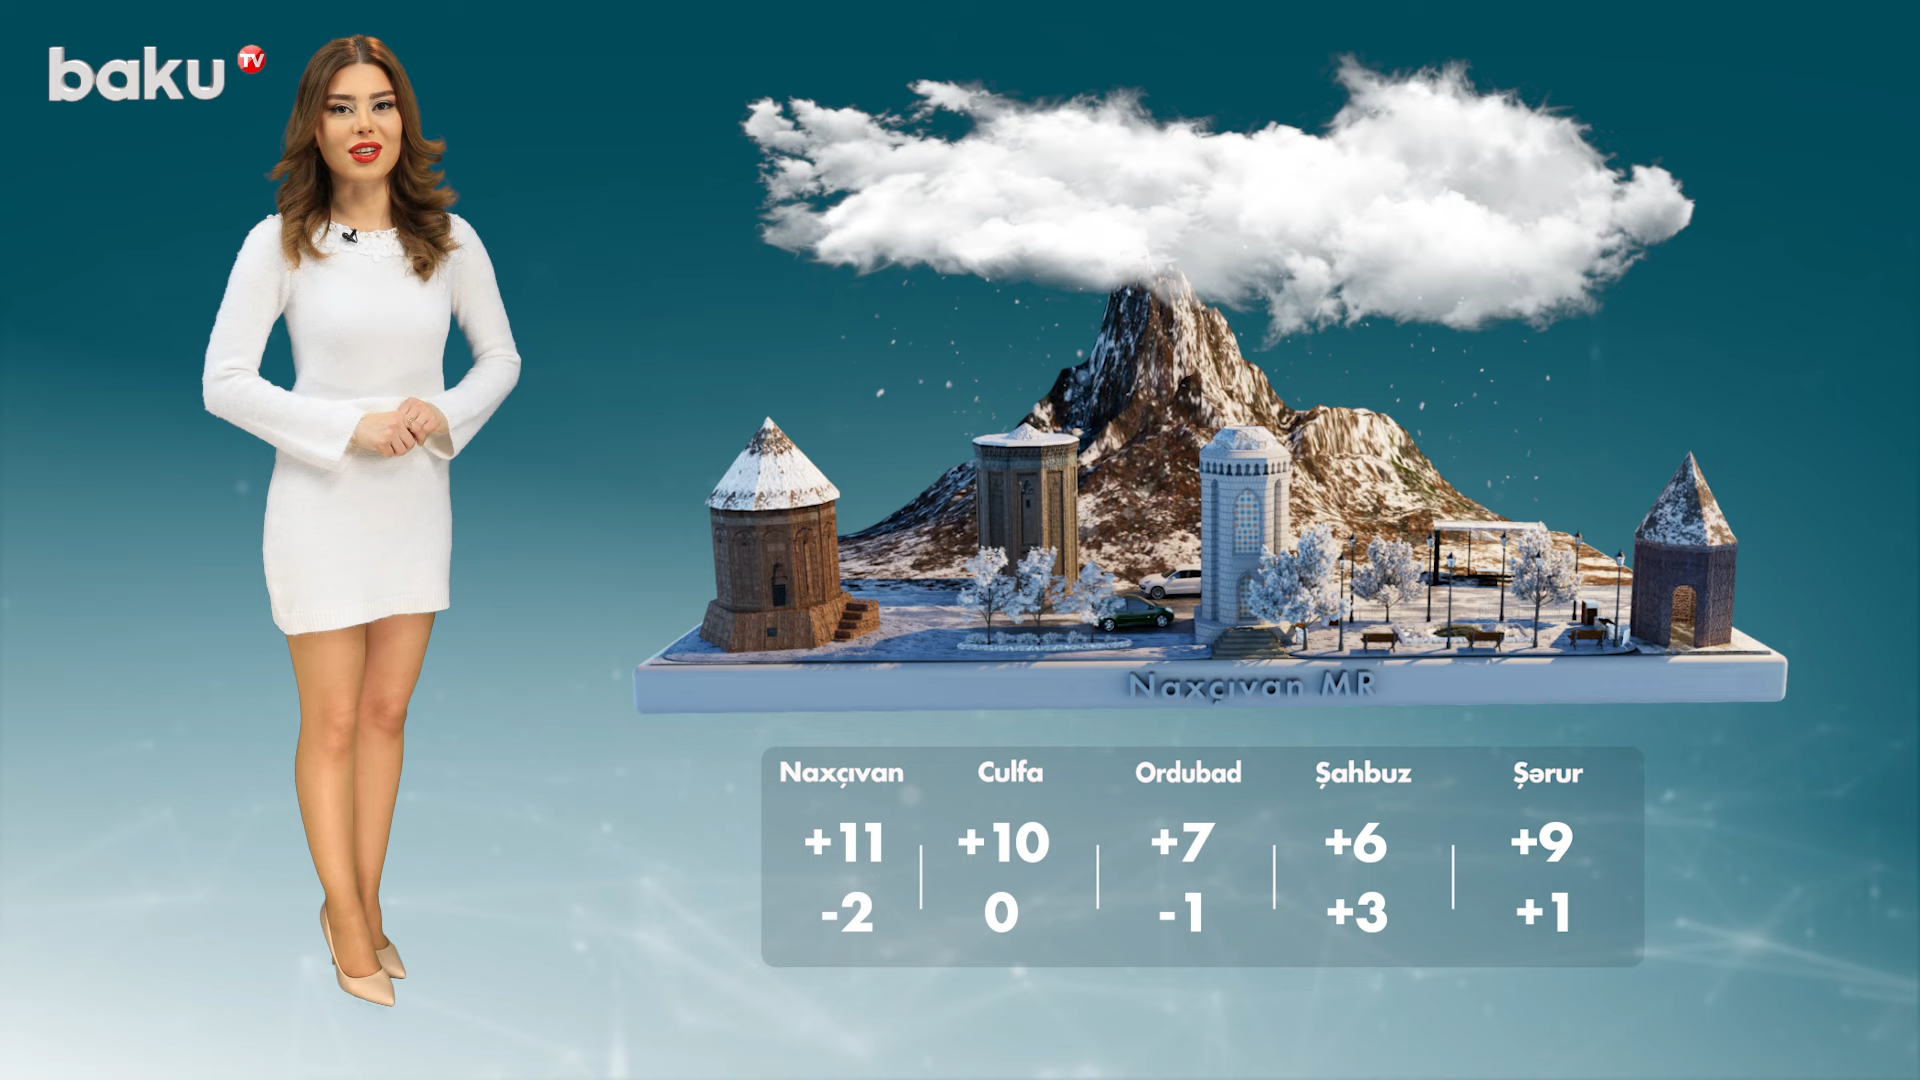 baku TV
Naxçıvan MR
Naxçıvan Culfa Ordubad Şahbuz Şərur
+11 +10 +7 +6 +9
-2 0 -1 +3 +1